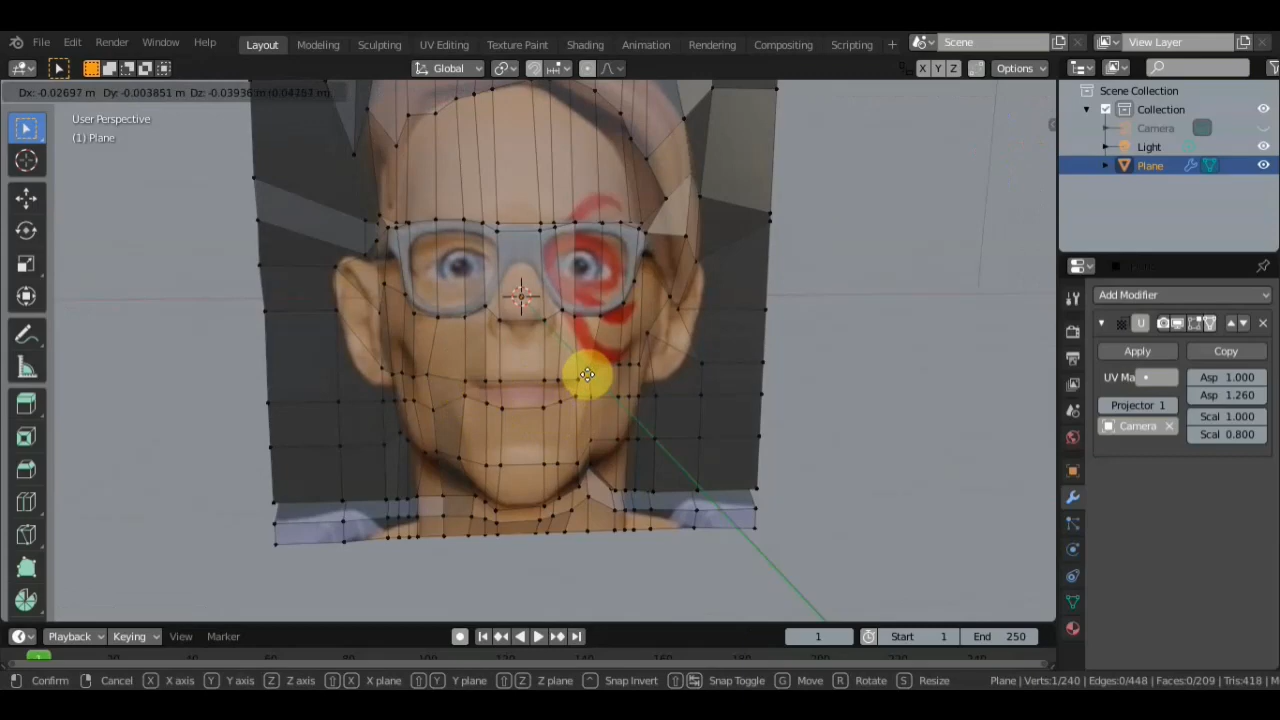 File Edit Render Window Help Layout Modeling Sculpting UV Editing Texture Paint Shading Animation Rendering Compositing Scripting + Scene View Layer
Global X Y Z Options
Dx: -0.02697 m Dy: -0.003851 m Dz: -0.03936 m
User Perspective
(1) Plane
Scene Collection
Collection
Camera
Light
Plane
Add Modifier
U
Apply Copy
UV Ma
Asp 1.000
Asp 1.260
Projector 1
Scal 1.000
Camera
Scal 0.800
Playback Keying View Marker 1 Start 1 End 250
1
Confirm Cancel X X axis Y Y axis Z Z axis X X plane Y Y plane Z Z plane Snap Invert Snap Toggle G Move R Rotate S Resize Plane | Verts:1/240 | Edges:0/448 | Faces:0/209 | Tris:418 |